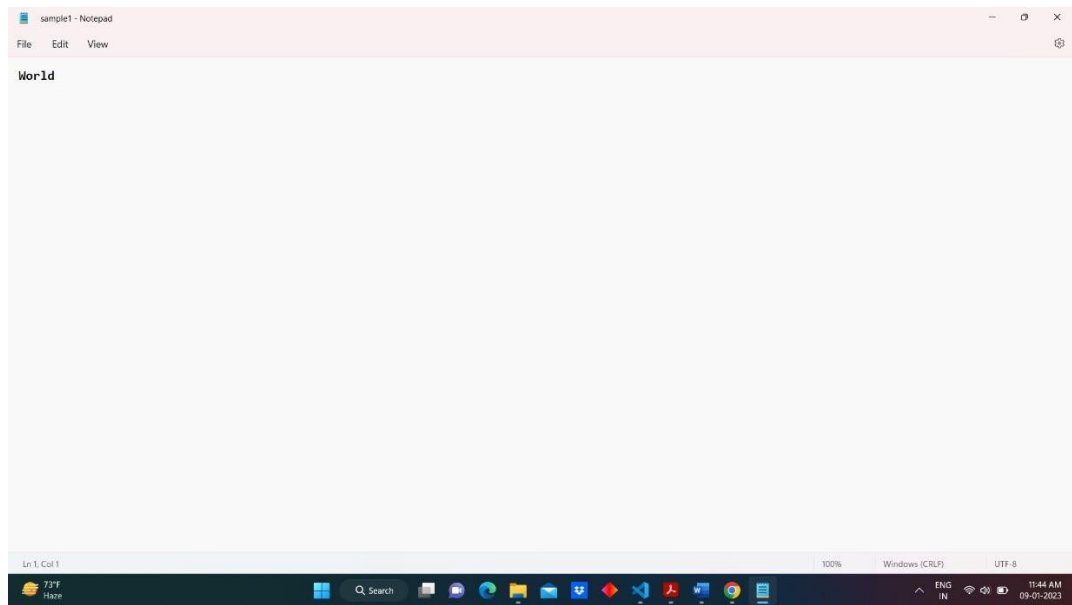 sample1 - Notepad
File Edit View
World
Ln 1, Col 1 100% Windows (CRLF) UTF-8
73°F
Haze
Search
ENG
IN
11:44 AM
09-01-2023